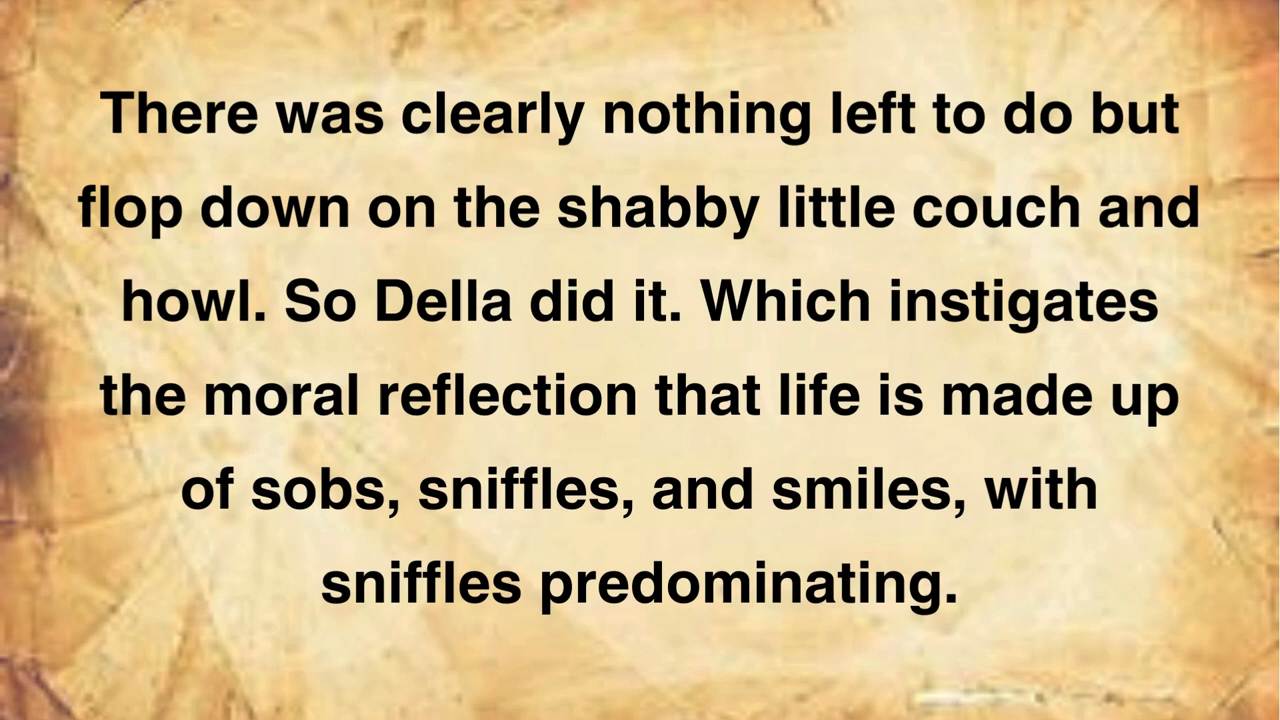 There was clearly nothing left to do but
flop down on the shabby little couch and
howl. So Della did it. Which instigates
the moral reflection that life is made up
of sobs, sniffles, and smiles, with
sniffles predominating.